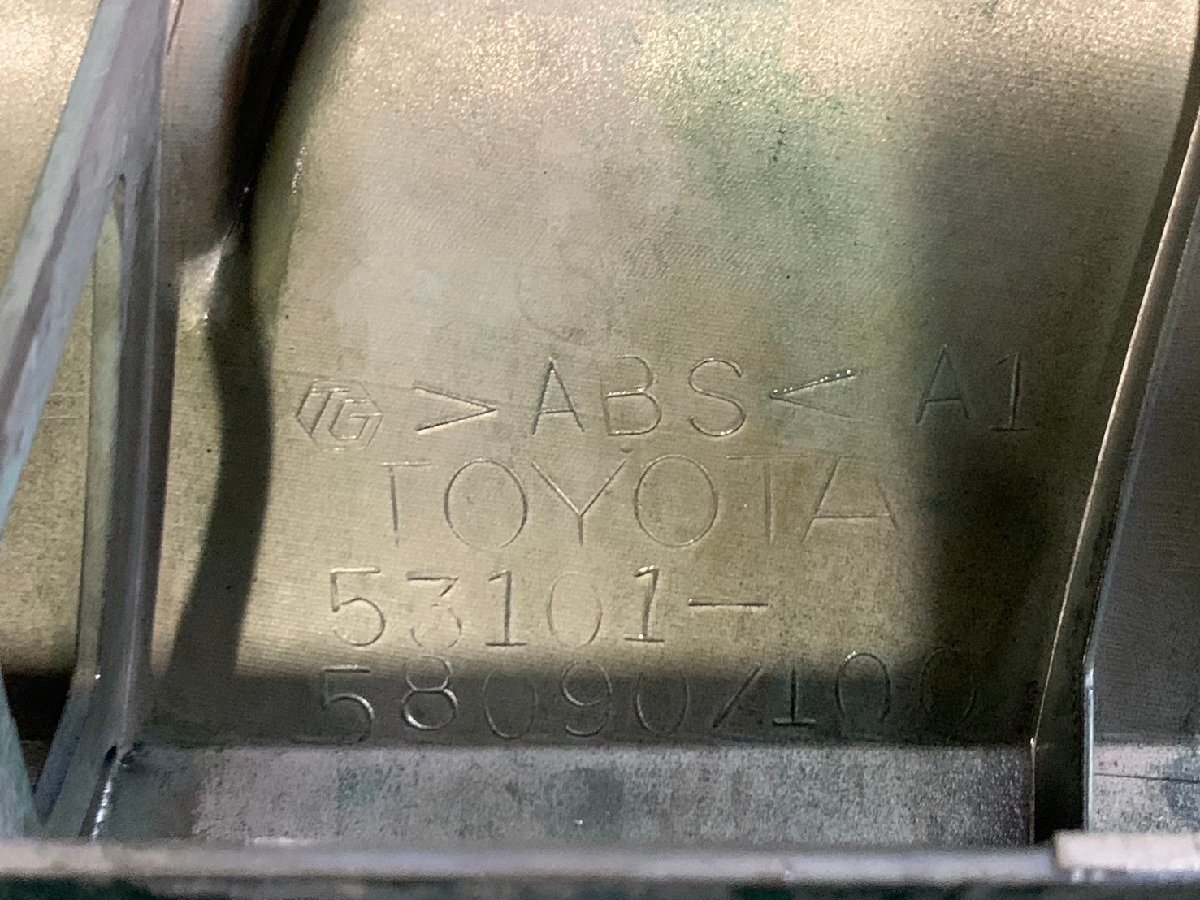 TG >ABS< A1
TOYOTA
53101-
58090/100